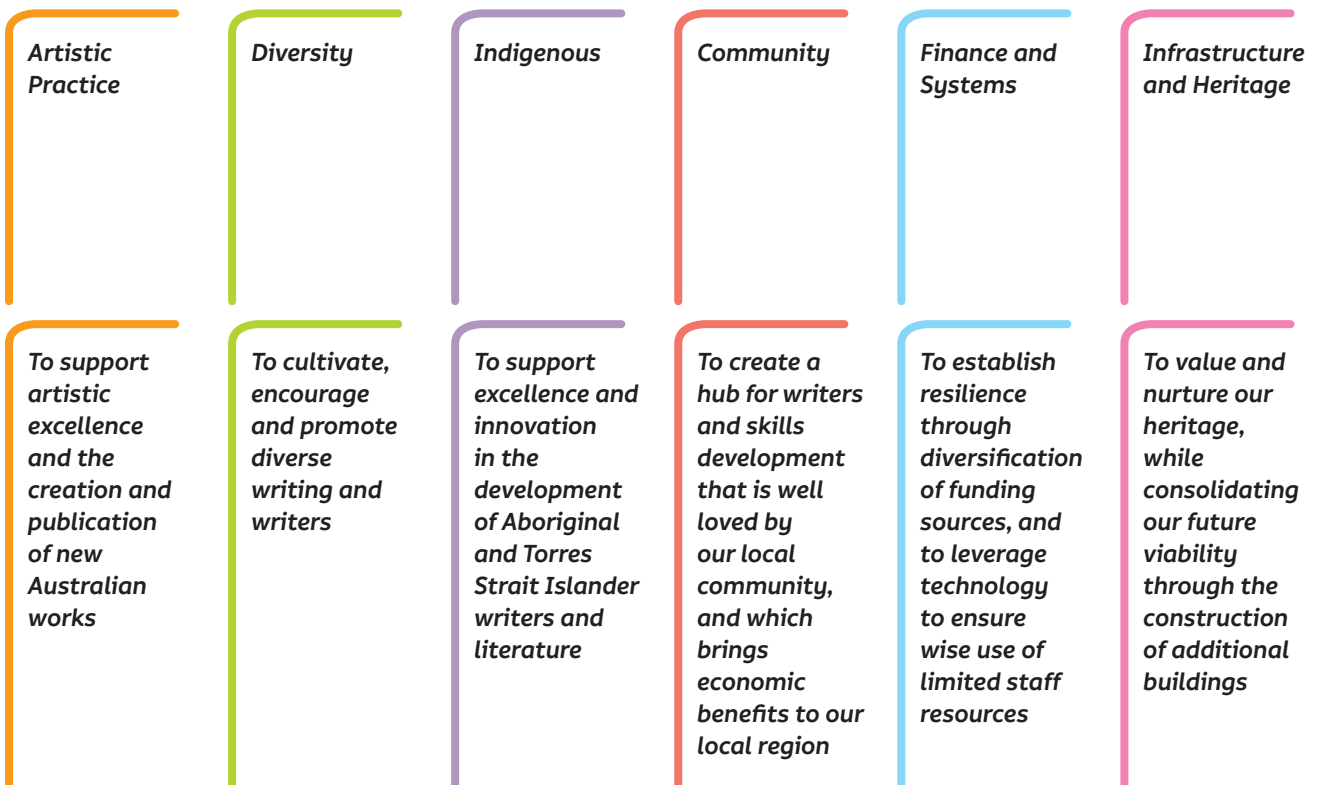 Artistic
Practice
Diversity
Indigenous
Community
Finance and
Systems
Infrastructure
and Heritage
To support
artistic
excellence
and the
creation and
publication
of new
Australian
works
To cultivate,
encourage
and promote
diverse
writing and
writers
To support
excellence and
innovation
in the
development
of Aboriginal
and Torres
Strait Islander
writers and
literature
To create a
hub for writers
and skills
development
that is well
loved by
our local
community,
and which
brings
economic
benefits to our
local region
To establish
resilience
through
diversification
of funding
sources, and
to leverage
technology
to ensure
wise use of
limited staff
resources
To value and
nurture our
heritage,
while
consolidating
our future
viability
through the
construction
of additional
buildings